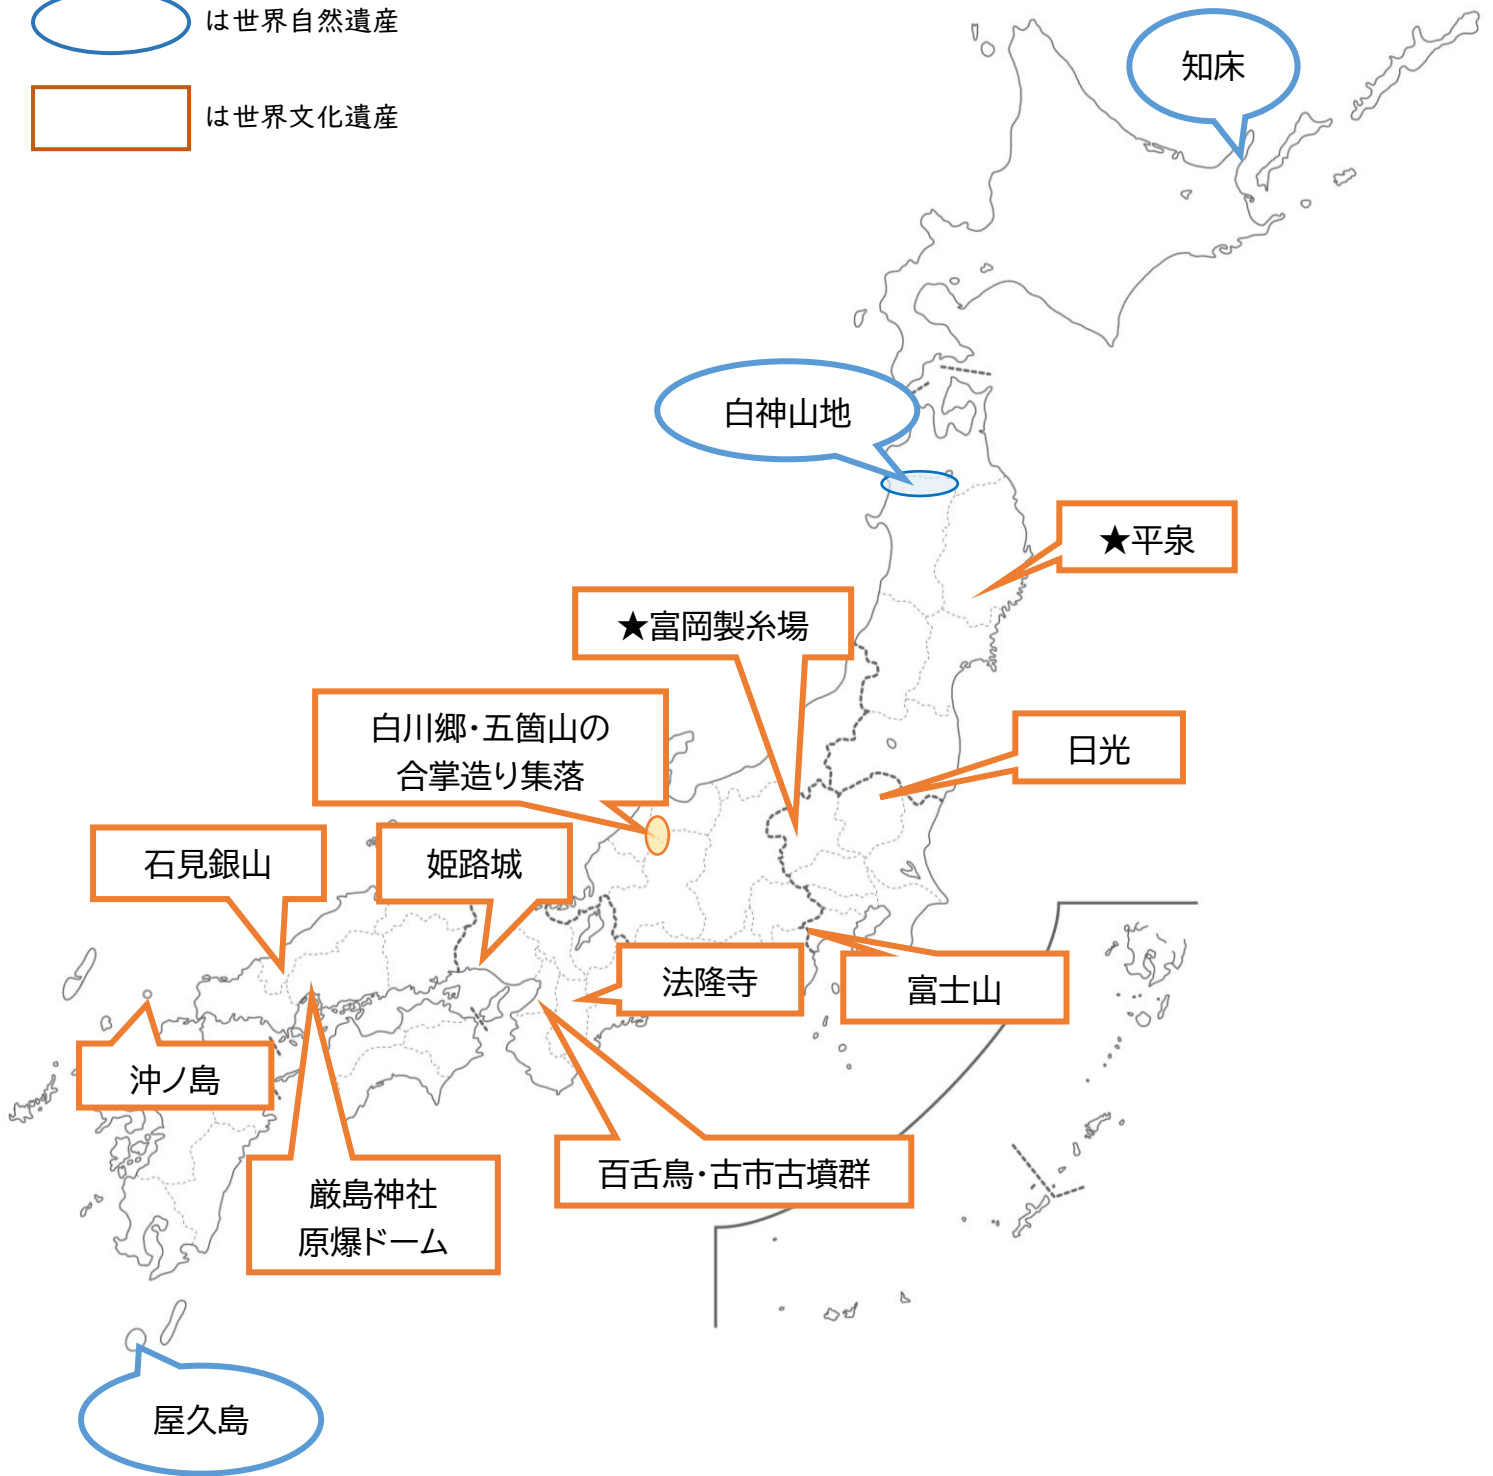 は世界自然遺産
は世界文化遺産
知床
白神山地
★平泉
★富岡製糸場
白川郷・五箇山の
合掌造り集落
日光
石見銀山
姫路城
法隆寺
富士山
沖ノ島
百舌鳥・古市古墳群
厳島神社
原爆ドーム
屋久島